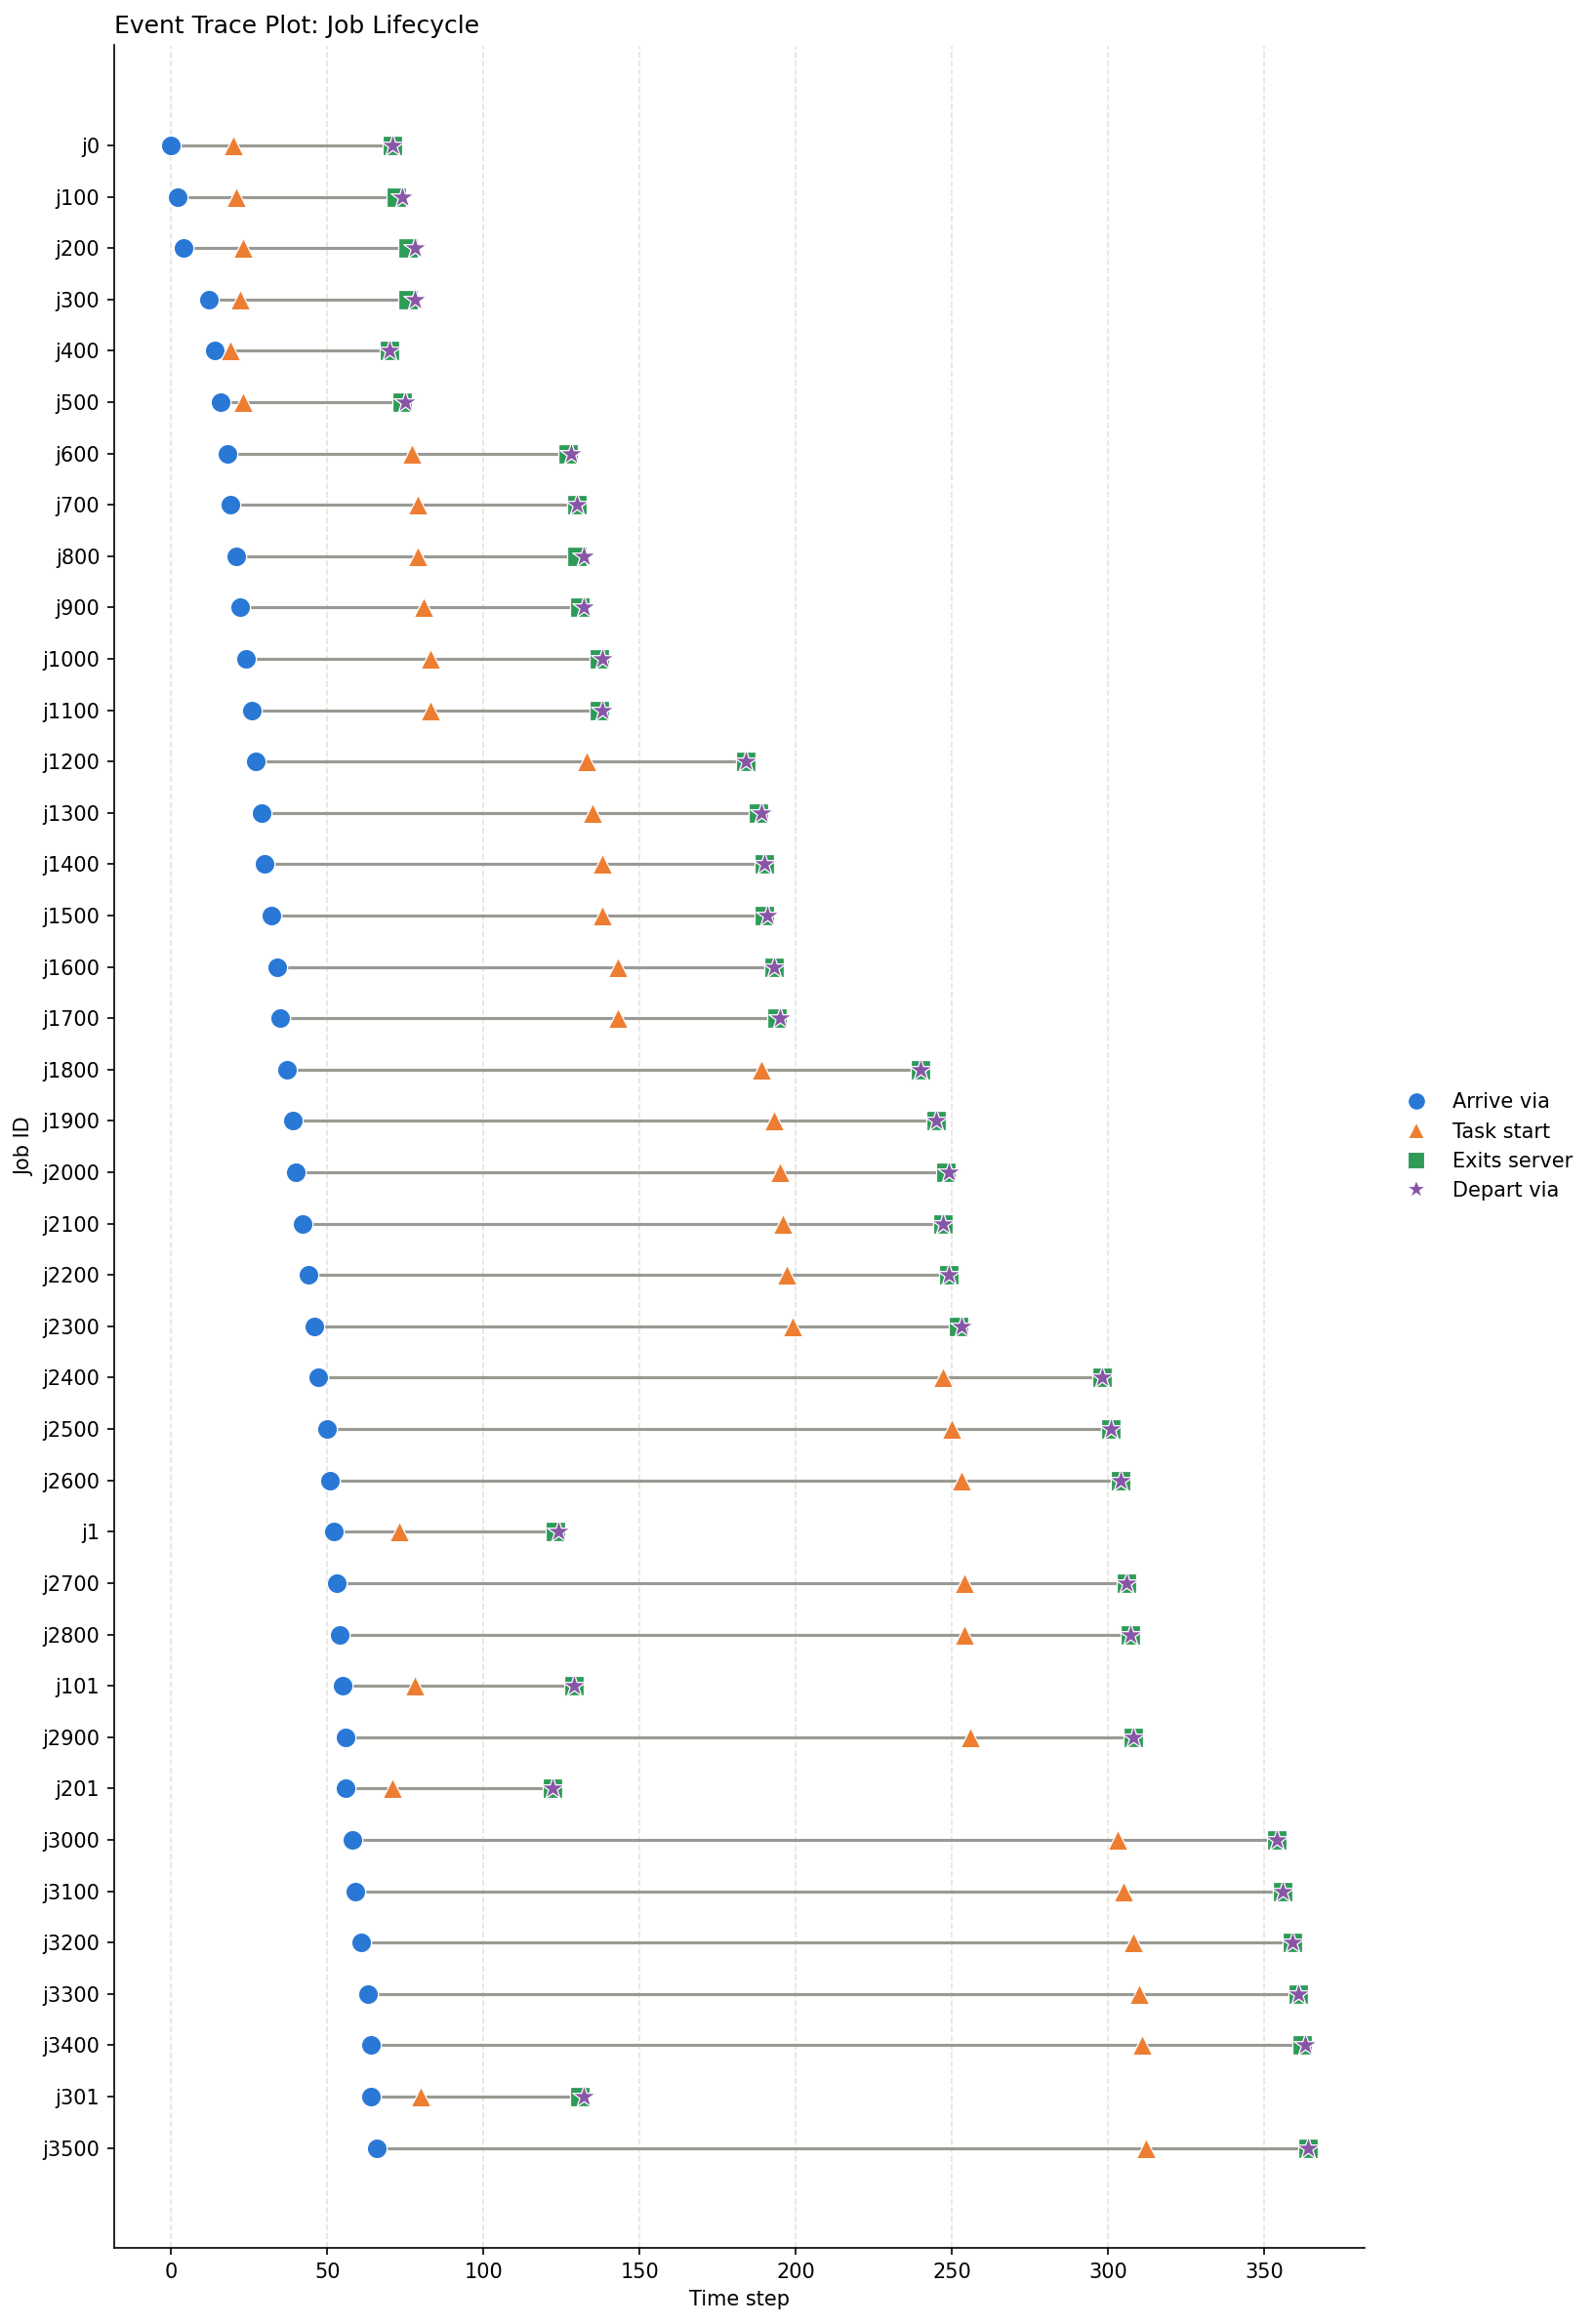 Event Trace Plot: Job Lifecycle
j0
j100
j200
j300
j400
j500
j600
j700
j800
j900
j1000
j1100
j1200
j1300
j1400
j1500
j1600
j1700
j1800
j1900
j2000
j2100
j2200
j2300
j2400
j2500
j2600
j1
j2700
j2800
j101
j2900
j201
j3000
j3100
j3200
j3300
j3400
j301
j3500
Job ID
0 50 100 150 200 250 300 350
Time step
Arrive via
Task start
Exits server
Depart via